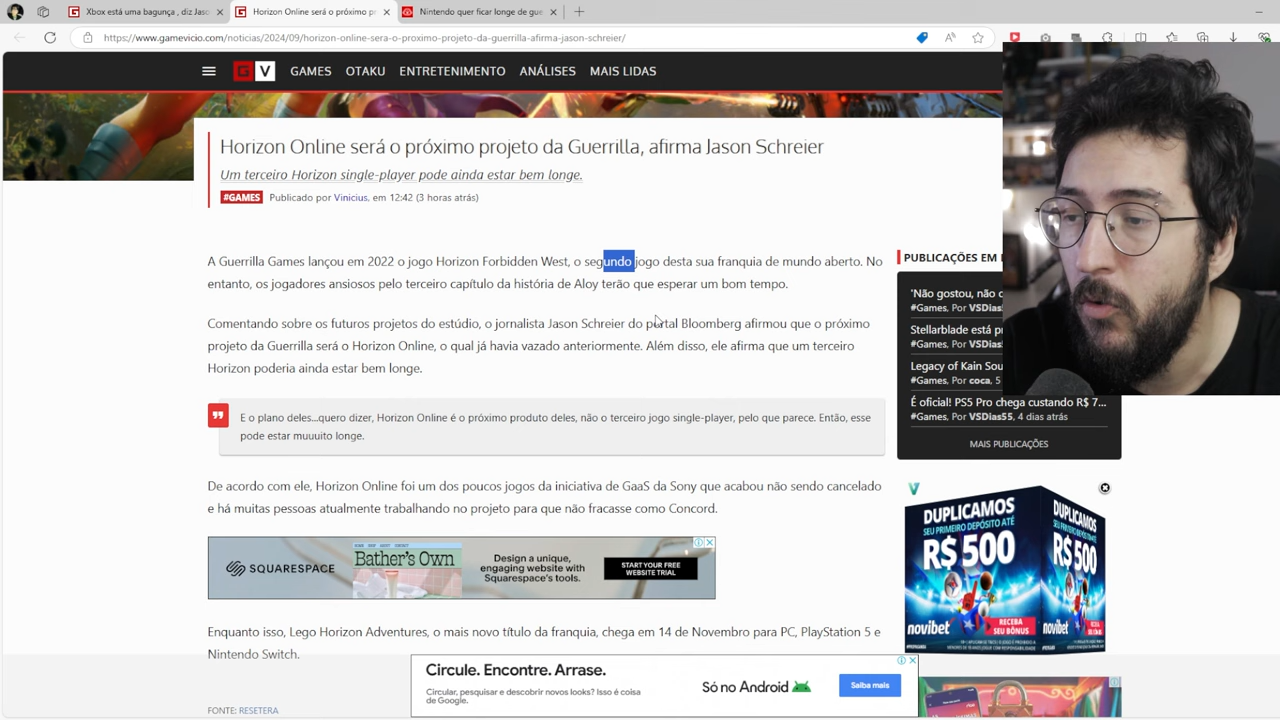 Xbox está uma bagunça , diz Jaso
Horizon Online será o próximo pr
Nintendo quer ficar longe de gue
https://www.gamevicio.com/noticias/2024/09/horizon-online-sera-o-proximo-projeto-da-guerrilla-afirma-jason-schreier/
G V GAMES OTAKU ENTRETENIMENTO ANÁLISES MAIS LIDAS
Horizon Online será o próximo projeto da Guerrilla, afirma Jason Schreier
Um terceiro Horizon single-player pode ainda estar bem longe.
#GAMES Publicado por Vinicius, em 12:42 (3 horas atrás)
A Guerrilla Games lançou em 2022 o jogo Horizon Forbidden West, o segundo jogo desta sua franquia de mundo aberto. No
entanto, os jogadores ansiosos pelo terceiro capítulo da história de Aloy terão que esperar um bom tempo.
Comentando sobre os futuros projetos do estúdio, o jornalista Jason Schreier do portal Bloomberg afirmou que o próximo
projeto da Guerrilla será o Horizon Online, o qual já havia vazado anteriormente. Além disso, ele afirma que um terceiro
Horizon poderia ainda estar bem longe.
E o plano deles...quero dizer, Horizon Online é o próximo produto deles, não o terceiro jogo single-player, pelo que parece. Então, esse
pode estar muuuito longe.
De acordo com ele, Horizon Online foi um dos poucos jogos da iniciativa de GaaS da Sony que acabou não sendo cancelado
e há muitas pessoas atualmente trabalhando no projeto para que não fracasse como Concord.
SQUARESPACE
Bather's Own
Design a unique,
engaging website with
Squarespace's tools.
START YOUR FREE
WEBSITE TRIAL
Enquanto isso, LEGO Horizon Adventures, o mais novo título da franquia, chega em 14 de Novembro para PC, PlayStation 5 e
Nintendo Switch.
FONTE: RESETERA
PUBLICAÇÕES EM
'Não gostou, não c
#Games, Por VSDias
Stellarblade está p
#Games, Por VSDias
Legacy of Kain Sou
#Games, Por coca, 5
É oficial! PS5 Pro chega custando R$ 7...
#Games, Por VSDias55, 4 dias atrás
MAIS PUBLICAÇÕES
DUPLICAMOS
SEU PRIMEIRO DEPÓSITO ATÉ
R$500
novibet
RECEBA
SEU BÔNUS
DUPLICAMOS
R$500
novibet
Circule. Encontre. Arrase.
Circular, pesquisar e descobrir novos looks? Isso é coisa
do Google.
Só no Android
Saiba mais